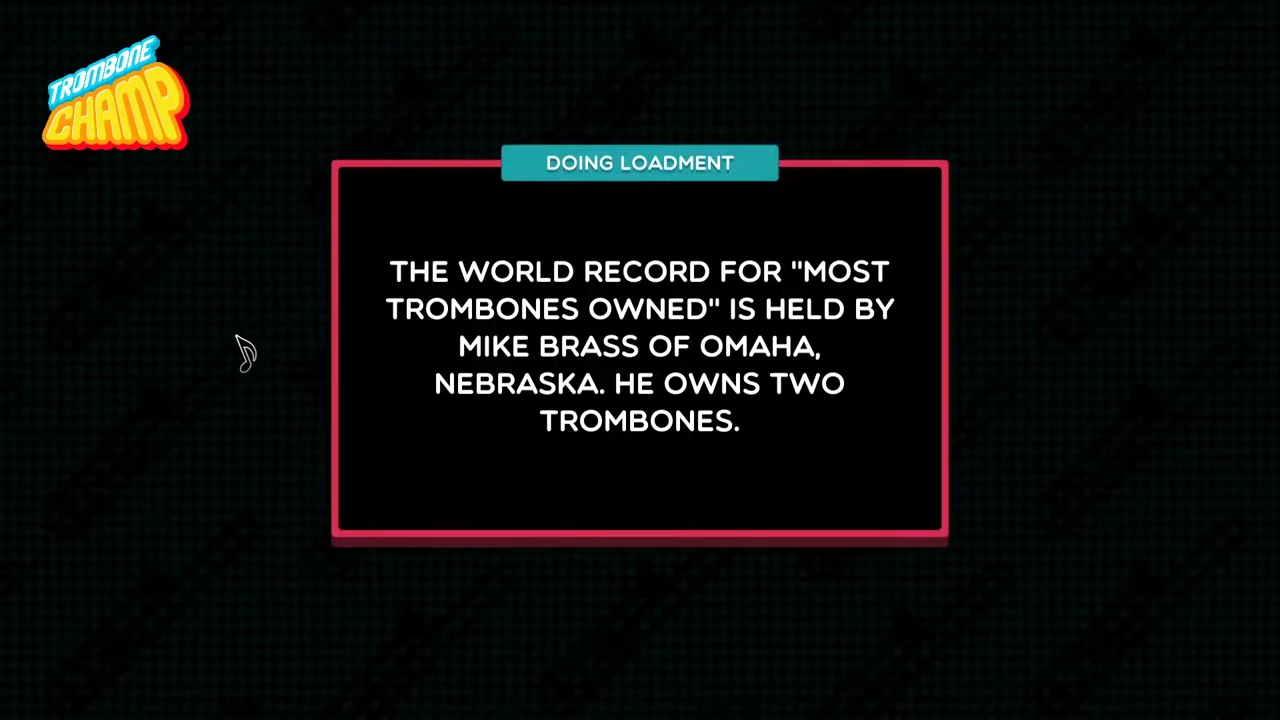 TROMBONE
CHAMP
DOING LOADMENT
THE WORLD RECORD FOR "MOST
TROMBONES OWNED" IS HELD BY
MIKE BRASS OF OMAHA,
NEBRASKA. HE OWNS TWO
TROMBONES.